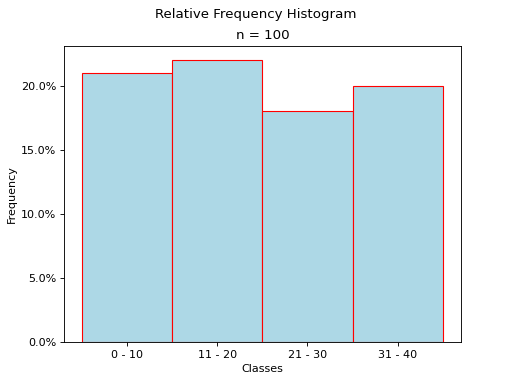 Relative Frequency Histogram
n = 100
20.0%
15.0%
10.0%
5.0%
0.0%
Frequency
0 - 10 11 - 20 21 - 30 31 - 40
Classes